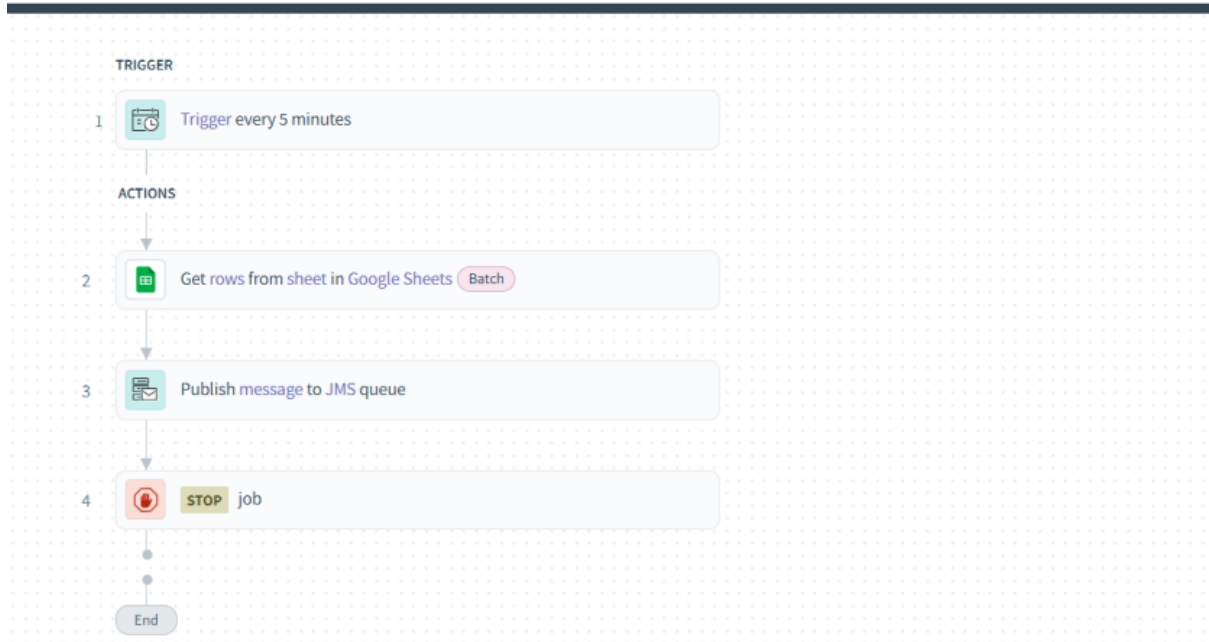 TRIGGER
1 Trigger every 5 minutes
ACTIONS
2 Get rows from sheet in Google Sheets Batch
3 Publish message to JMS queue
4 STOP job
End